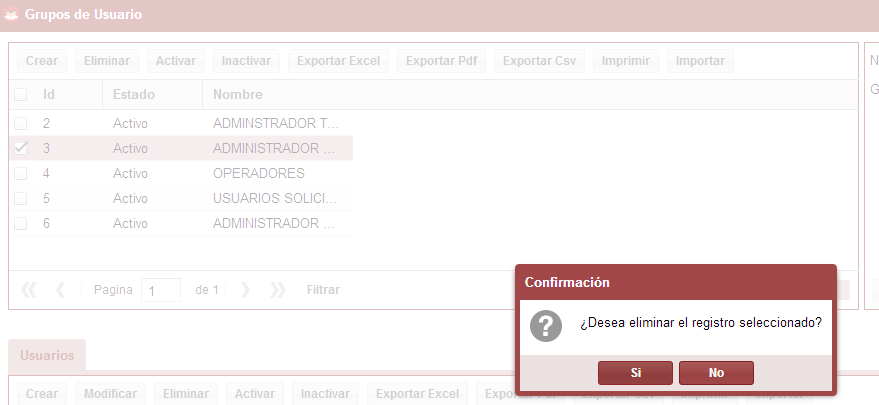 Grupos de Usuario
Crear Eliminar Activar Inactivar Exportar Excel Exportar Pdf Exportar Csv Imprimir Importar
N
G
Id Estado Nombre
2 Activo ADMINSTRADOR T...
3 Activo ADMINISTRADOR ...
4 Activo OPERADORES
5 Activo USUARIOS SOLICI...
6 Activo ADMINISTRADOR ...
Pagina 1 de 1 Filtrar
Confirmación
¿Desea eliminar el registro seleccionado?
Si No
Usuarios
Crear Modificar Eliminar Activar Inactivar Exportar Excel